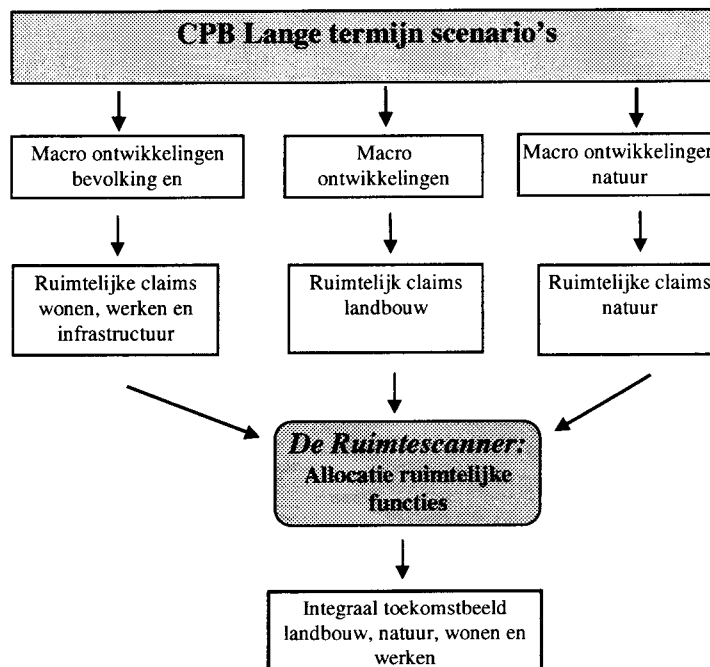 CPB Lange termijn scenario's
Macro ontwikkelingen
bevolking en
Macro
ontwikkelingen
Macro ontwikkelingen
natuur
Ruimtelijke claims
wonen, werken en
infrastructuur
Ruimtelijk claims
landbouw
Ruimtelijke claims
natuur
De Ruimtescanner:
Allocatie ruimtelijke
functies
Integraal toekomstbeeld
landbouw, natuur, wonen en
werken